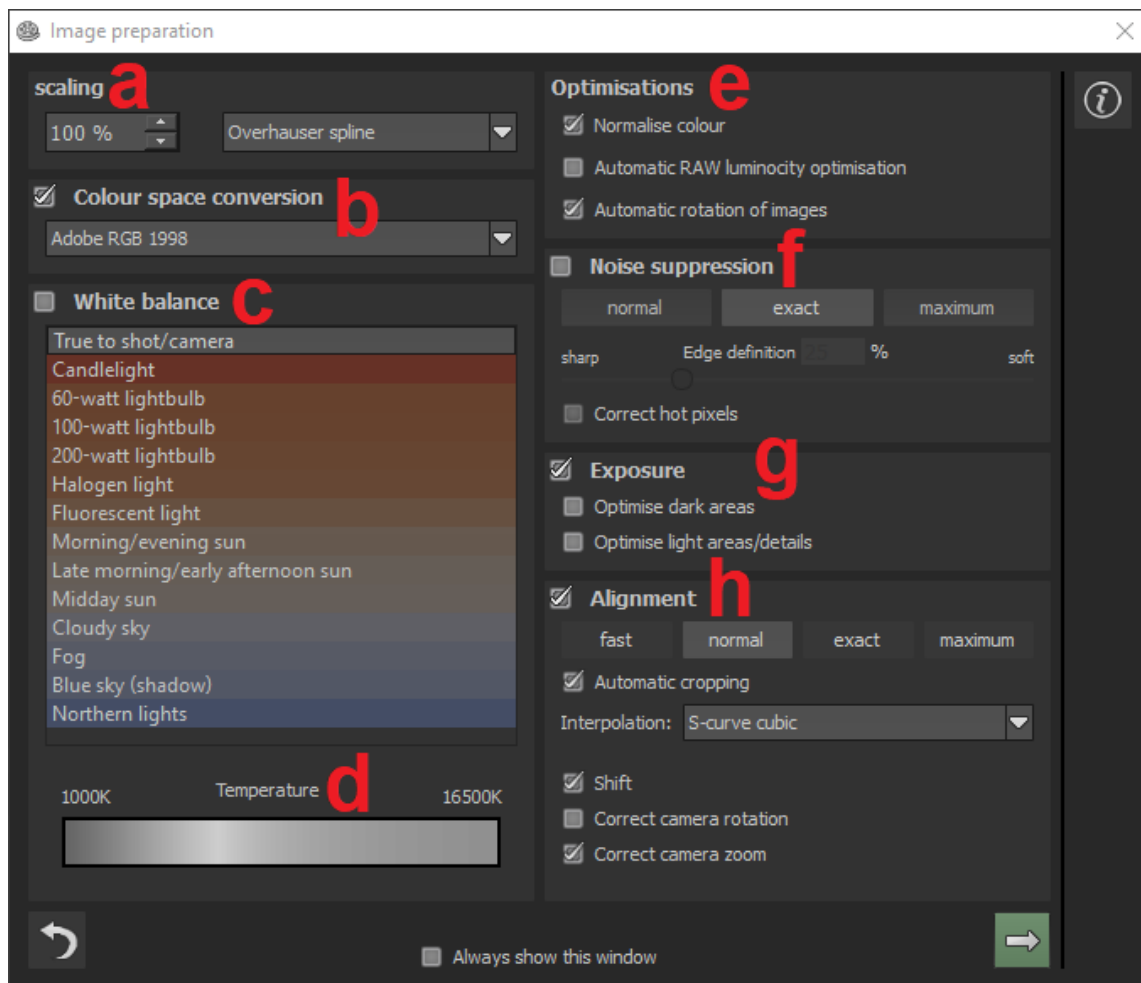 Image preparation
scaling a
100 % Overhauser spline
Colour space conversion b
Adobe RGB 1998
White balance c
True to shot/camera
Candlelight
60-watt lightbulb
100-watt lightbulb
200-watt lightbulb
Halogen light
Fluorescent light
Morning/evening sun
Late morning/early afternoon sun
Midday sun
Cloudy sky
Fog
Blue sky (shadow)
Northern lights
Temperature d
1000K 16500K
Optimisations e
Normalise colour
Automatic RAW luminocity optimisation
Automatic rotation of images
Noise suppression f
normal exact maximum
sharp Edge definition 25 % soft
Correct hot pixels
Exposure g
Optimise dark areas
Optimise light areas/details
Alignment h
fast normal exact maximum
Automatic cropping
Interpolation: S-curve cubic
Shift
Correct camera rotation
Correct camera zoom
Always show this window